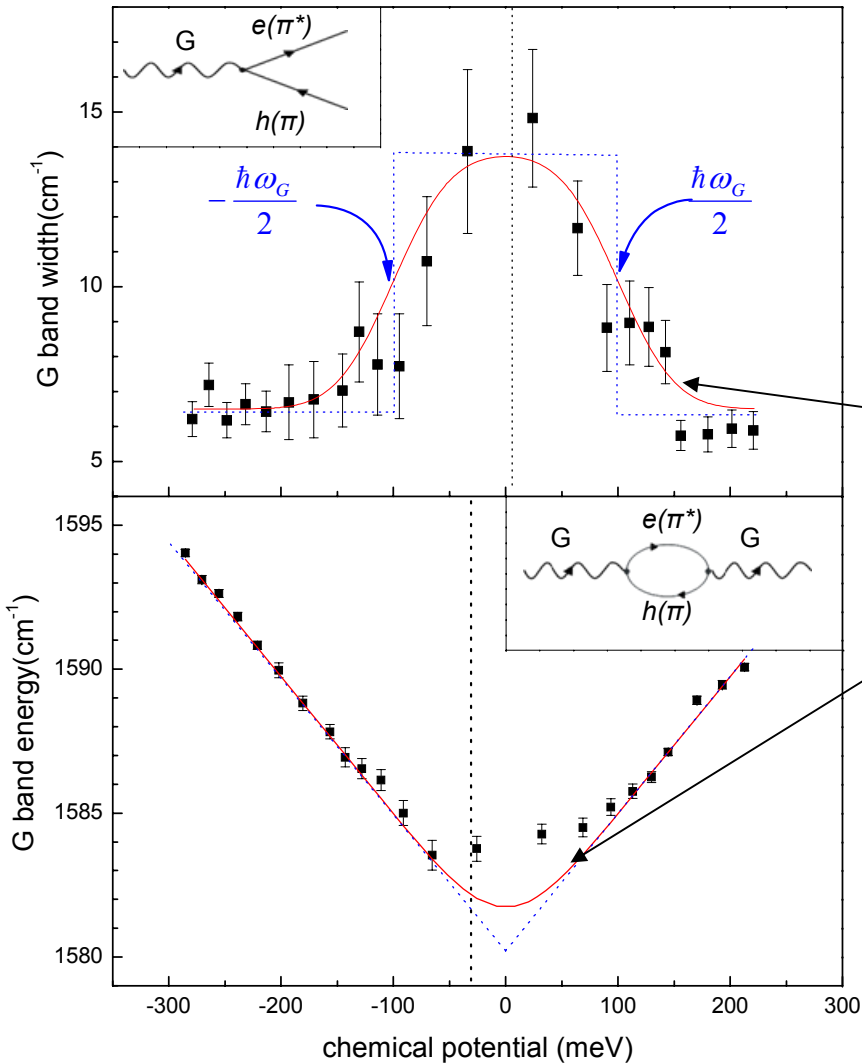 G
e(π*)
h(π)
−ħω_G/2
ħω_G/2
15
10
5
G band width(cm⁻¹)
G
e(π*)
h(π)
G
1595
1590
1585
1580
G band energy(cm⁻¹)
-300 -200 -100 0 100 200 300
chemical potential (meV)